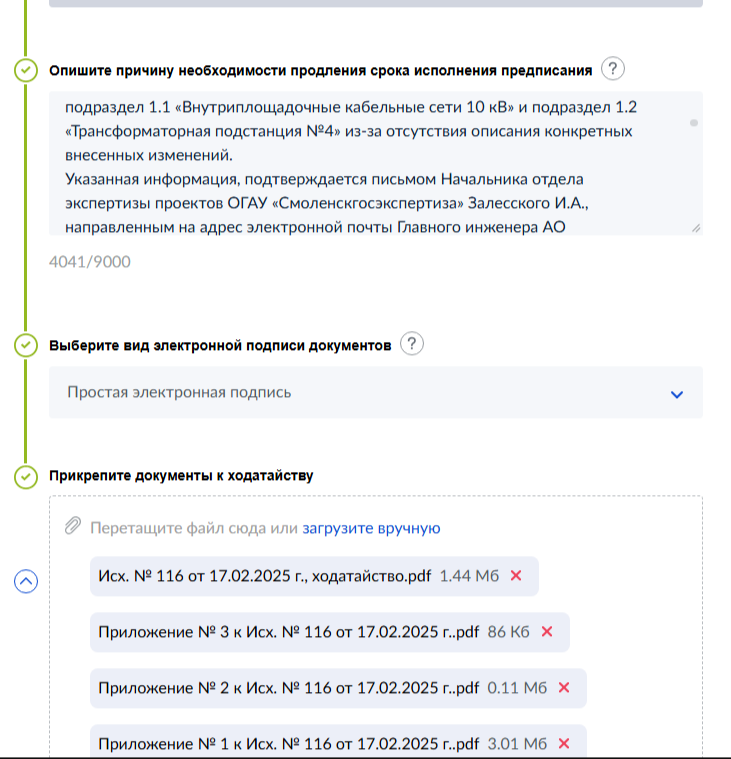 Опишите причину необходимости продления срока исполнения предписания ?
подраздел 1.1 «Внутриплощадочные кабельные сети 10 кВ» и подраздел 1.2
«Трансформаторная подстанция №4» из-за отсутствия описания конкретных
внесенных изменений.
Указанная информация, подтверждается письмом Начальника отдела
экспертизы проектов ОГАУ «Смоленскгосэкспертиза» Залесского И.А.,
направленным на адрес электронной почты Главного инженера АО
4041/9000
Выберите вид электронной подписи документов ?
Простая электронная подпись
Прикрепите документы к ходатайству
Перетащите файл сюда или загрузите вручную
Исх. № 116 от 17.02.2025 г., ходатайство.pdf 1.44 Мб
Приложение № 3 к Исх. № 116 от 17.02.2025 г..pdf 86 Кб
Приложение № 2 к Исх. № 116 от 17.02.2025 г..pdf 0.11 Мб
Приложение № 1 к Исх. № 116 от 17.02.2025 г..pdf 3.01 Мб